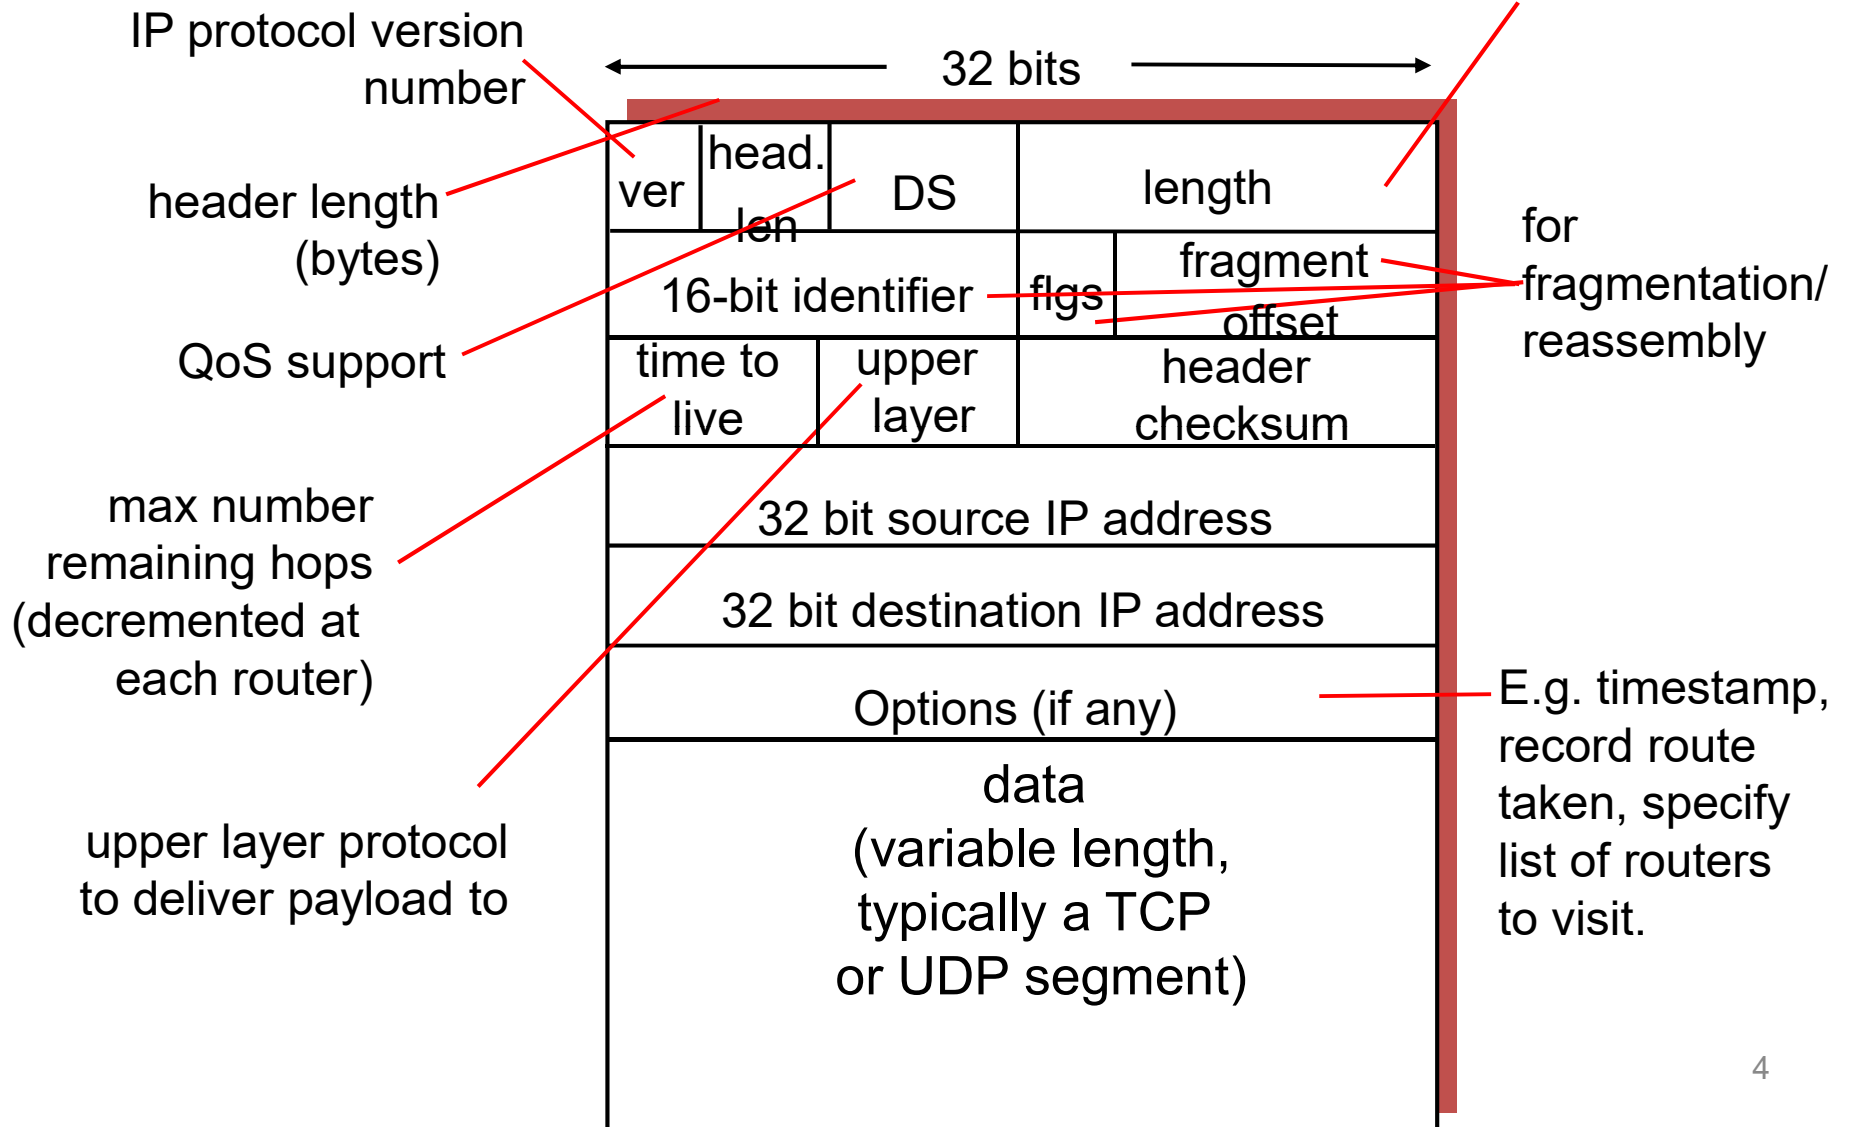 IP protocol version
number
32 bits
header length
(bytes)
QoS support
max number
remaining hops
(decremented at
each router)
upper layer protocol
to deliver payload to
ver
head.
len
DS
length
16-bit identifier
flgs
fragment
offset
time to
live
upper
layer
header
checksum
32 bit source IP address
32 bit destination IP address
Options (if any)
data
(variable length,
typically a TCP
or UDP segment)
for
fragmentation/
reassembly
E.g. timestamp,
record route
taken, specify
list of routers
to visit.
4